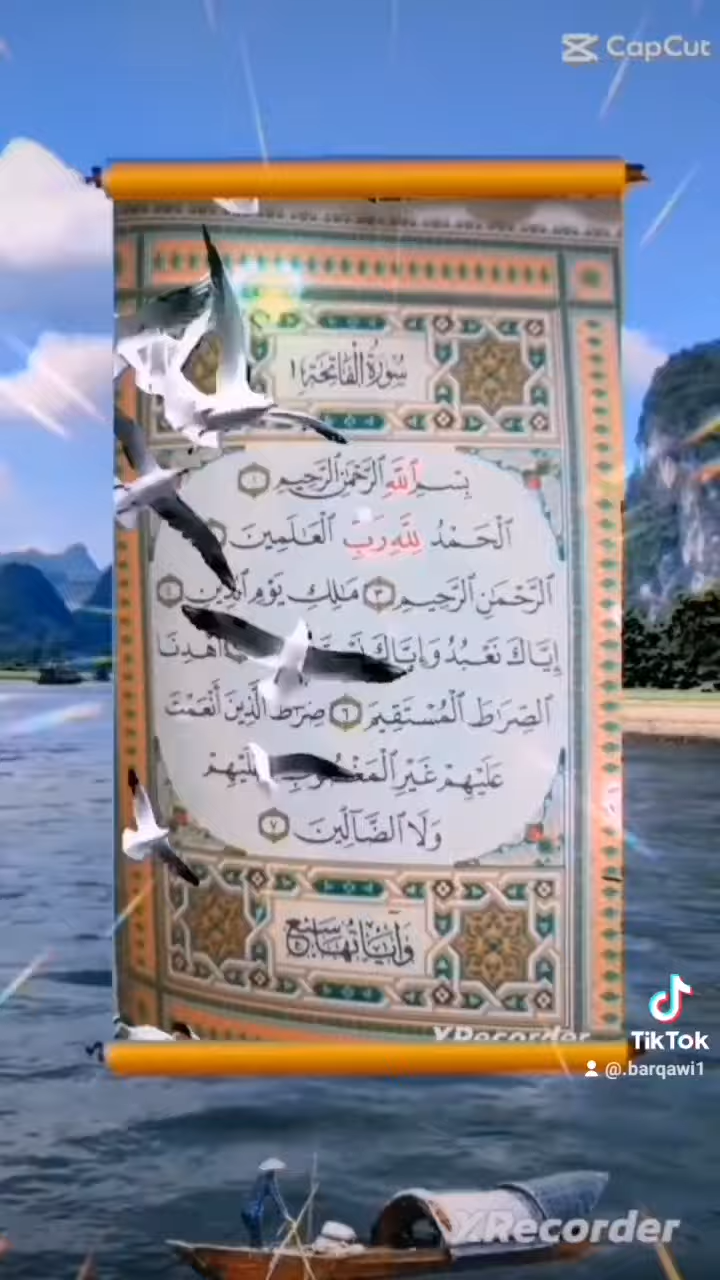 CapCut
سُورَةُ ٱلْفَاتِحَةِ ١
بِسْمِ ٱللَّهِ ٱلرَّحْمَٰنِ ٱلرَّحِيمِ ١
ٱلْحَمْدُ لِلَّهِ رَبِّ ٱلْعَٰلَمِينَ
ٱلرَّحْمَٰنِ ٱلرَّحِيمِ ٣ مَٰلِكِ يَوْمِ ٱلدِّينِ ٤
إِيَّاكَ نَعْبُدُ وَإِيَّاكَ ٱهْدِنَا
ٱلصِّرَٰطَ ٱلْمُسْتَقِيمَ ٦ صِرَٰطَ ٱلَّذِينَ أَنْعَمْتَ
عَلَيْهِمْ غَيْرِ
وَلَا ٱلضَّآلِّينَ ٧
وَآيَاتُهَا سَبْعٌ
XRecorder
TikTok
@.barqawi1
XRecorder